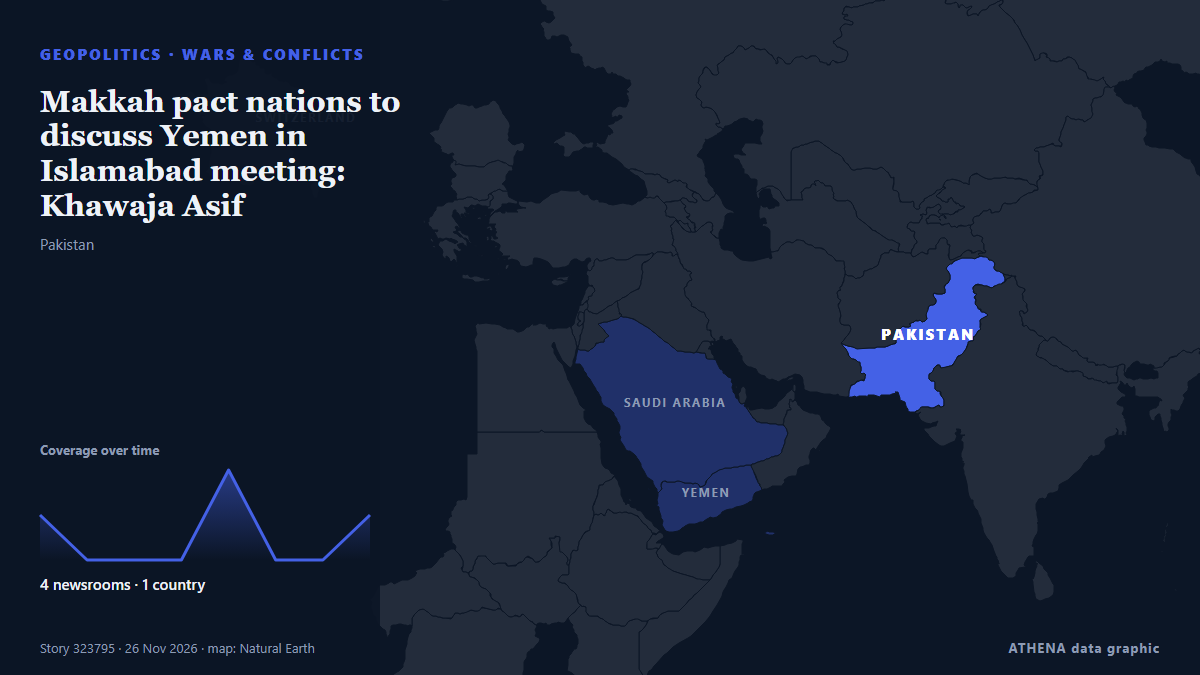 GEOPOLITICS · WARS & CONFLICTS
Makkah pact nations to
discuss Yemen in
Islamabad meeting:
Khawaja Asif
SWITZERLAND
Pakistan
PAKISTAN
SAUDI ARABIA
YEMEN
Coverage over time
4 newsrooms · 1 country
Story 323795 · 26 Nov 2026 · map: Natural Earth
ATHENA data graphic